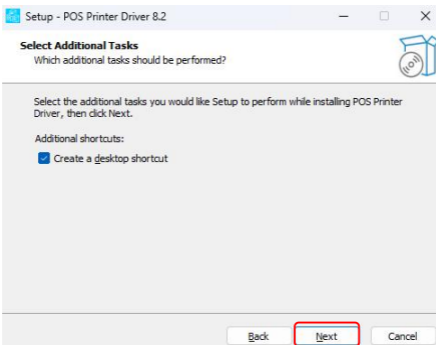 Setup - POS Printer Driver 8.2
Select Additional Tasks
Which additional tasks should be performed?
Select the additional tasks you would like Setup to perform while installing POS Printer
Driver, then click Next.
Additional shortcuts:
Create a desktop shortcut
Back Next Cancel